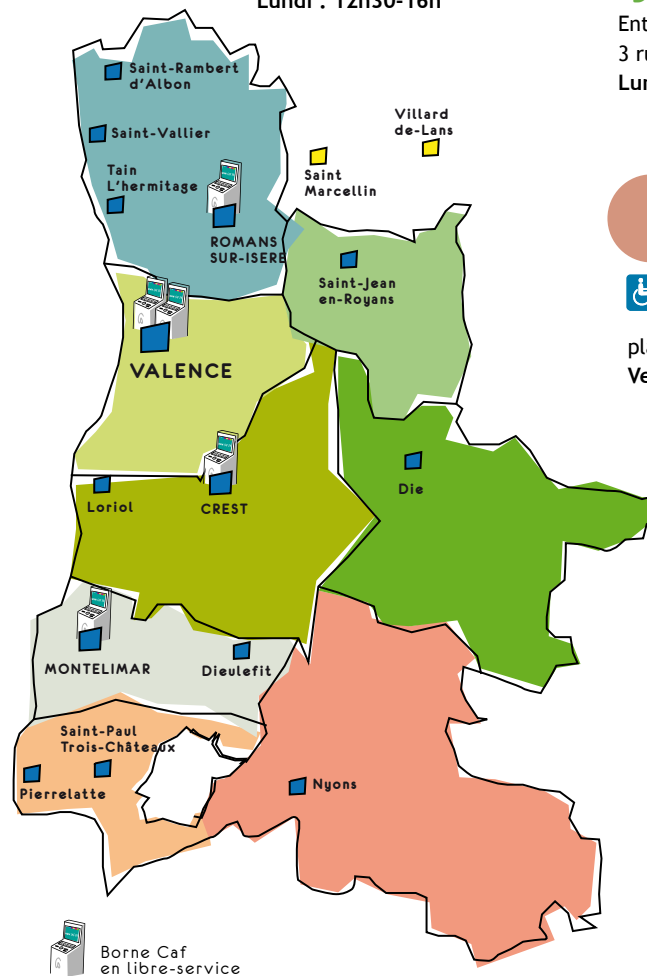 Lundi : 12h30-16h
Ent
3 ru
Lun
Saint-Rambert
d'Albon
Villard
de-Lans
Saint-Vallier
Tain
L'hermitage
Saint
Marcellin
ROMANS
SUR-ISERE
Saint-Jean
en-Royans
pla
Ve
VALENCE
Die
Loriol
CREST
MONTELIMAR
Dieulefit
Saint-Paul
Trois-Châteaux
Pierrelatte
Nyons
Borne Caf
en libre-service